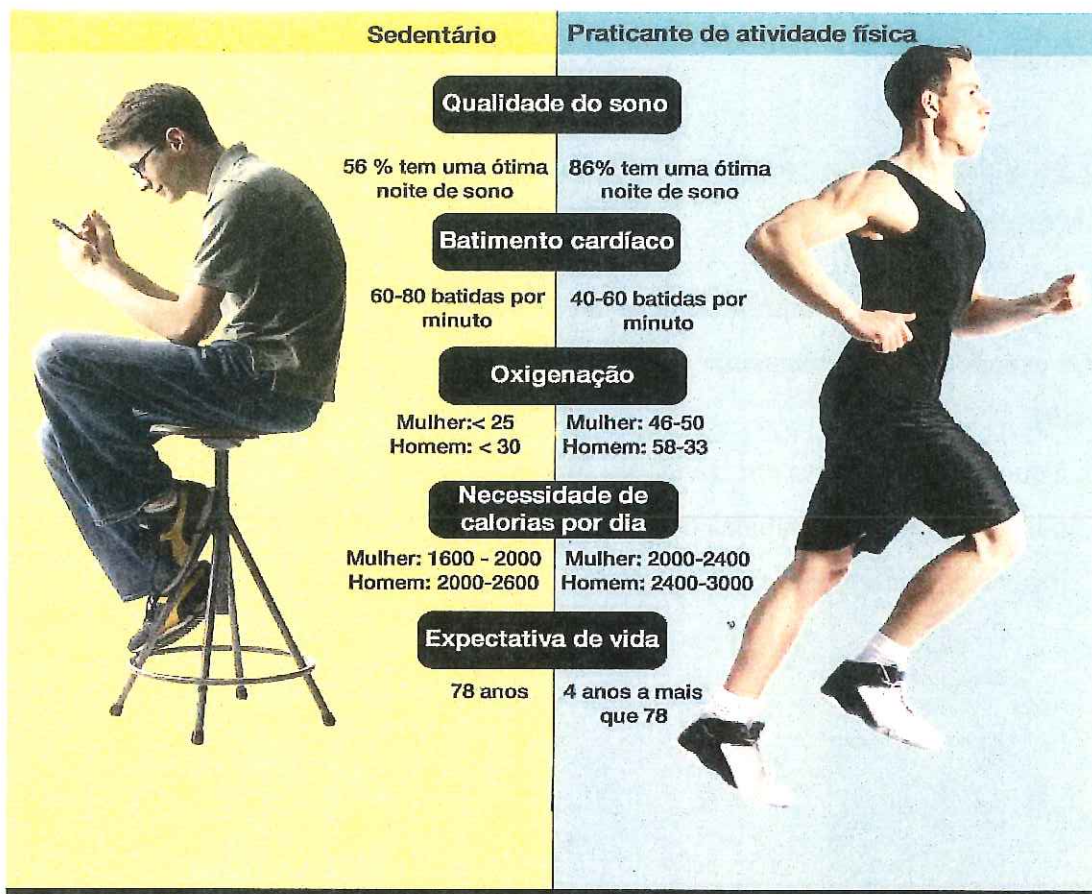 Sedentário
Praticante de atividade física
Qualidade do sono
56 % tem uma ótima
noite de sono
86% tem uma ótima
noite de sono
Batimento cardíaco
60-80 batidas por
minuto
40-60 batidas por
minuto
Oxigenação
Mulher:< 25
Homem: < 30
Mulher: 46-50
Homem: 58-33
Necessidade de
calorias por dia
Mulher: 1600 - 2000
Homem: 2000-2600
Mulher: 2000-2400
Homem: 2400-3000
Expectativa de vida
78 anos
4 anos a mais
que 78